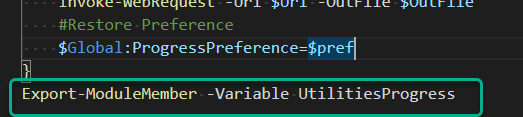 Invoke-WebRequest -Uri $Uri -OutFile $OutFile
#Restore Preference
$Global:ProgressPreference=$pref
}
Export-ModuleMember -Variable UtilitiesProgress